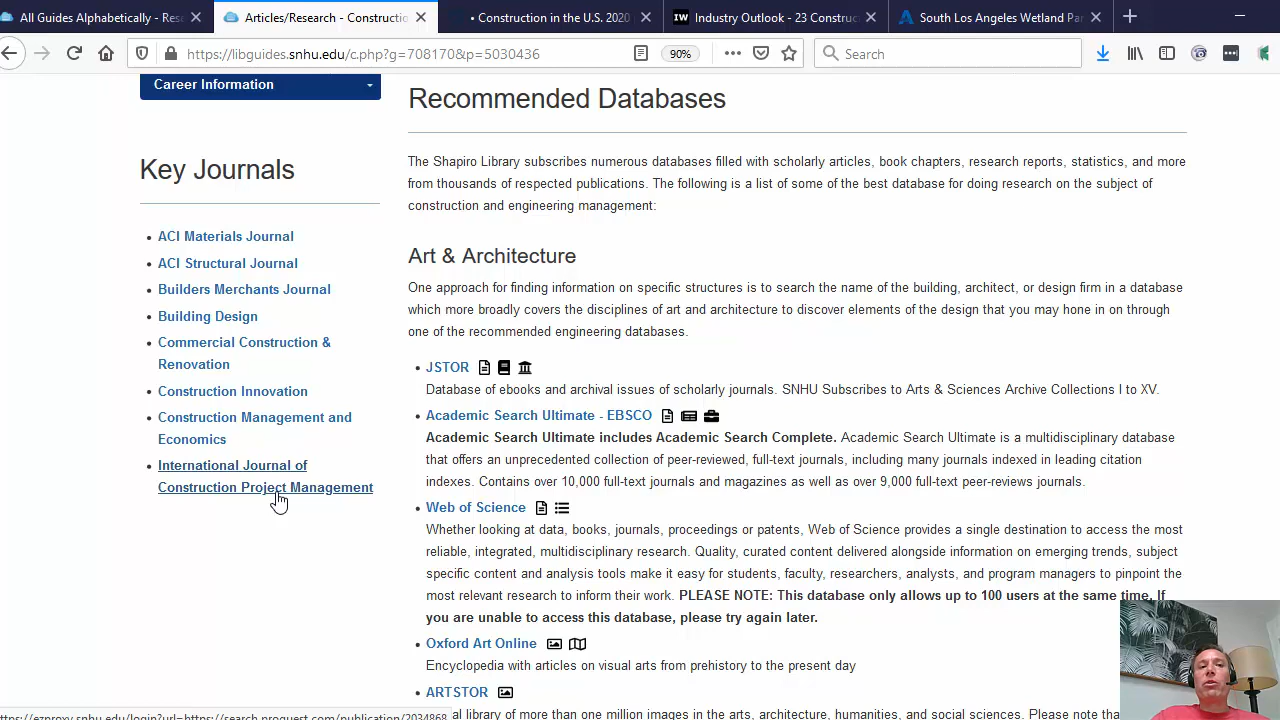 All Guides Alphabetically - Res
Articles/Research - Constructio
Construction in the U.S. 2020
IW
Industry Outlook - 23 Construc
South Los Angeles Wetland Par
https://libguides.snhu.edu/c.php?g=708170&p=5030436
90%
Search
Career Information
Key Journals
ACI Materials Journal
ACI Structural Journal
Builders Merchants Journal
Building Design
Commercial Construction &
Renovation
Construction Innovation
Construction Management and
Economics
International Journal of
Construction Project Management
Recommended Databases
The Shapiro Library subscribes numerous databases filled with scholarly articles, book chapters, research reports, statistics, and more
from thousands of respected publications. The following is a list of some of the best database for doing research on the subject of
construction and engineering management:
Art & Architecture
One approach for finding information on specific structures is to search the name of the building, architect, or design firm in a database
which more broadly covers the disciplines of art and architecture to discover elements of the design that you may hone in on through
one of the recommended engineering databases.
JSTOR
Database of ebooks and archival issues of scholarly journals. SNHU Subscribes to Arts & Sciences Archive Collections I to XV.
Academic Search Ultimate - EBSCO
Academic Search Ultimate includes Academic Search Complete. Academic Search Ultimate is a multidisciplinary database
that offers an unprecedented collection of peer-reviewed, full-text journals, including many journals indexed in leading citation
indexes. Contains over 10,000 full-text journals and magazines as well as over 9,000 full-text peer-reviews journals.
Web of Science
Whether looking at data, books, journals, proceedings or patents, Web of Science provides a single destination to access the most
reliable, integrated, multidisciplinary research. Quality, curated content delivered alongside information on emerging trends, subject
specific content and analysis tools make it easy for students, faculty, researchers, analysts, and program managers to pinpoint the
most relevant research to inform their work. PLEASE NOTE: This database only allows up to 100 users at the same time. If
you are unable to access this database, please try again later.
Oxford Art Online
Encyclopedia with articles on visual arts from prehistory to the present day
ARTSTOR
al library of more than one million images in the arts, architecture, humanities, and social sciences. Please note tha
ttps://ezproxy.snhu.edu/login?url=https://search.proquest.com/publication/2034868